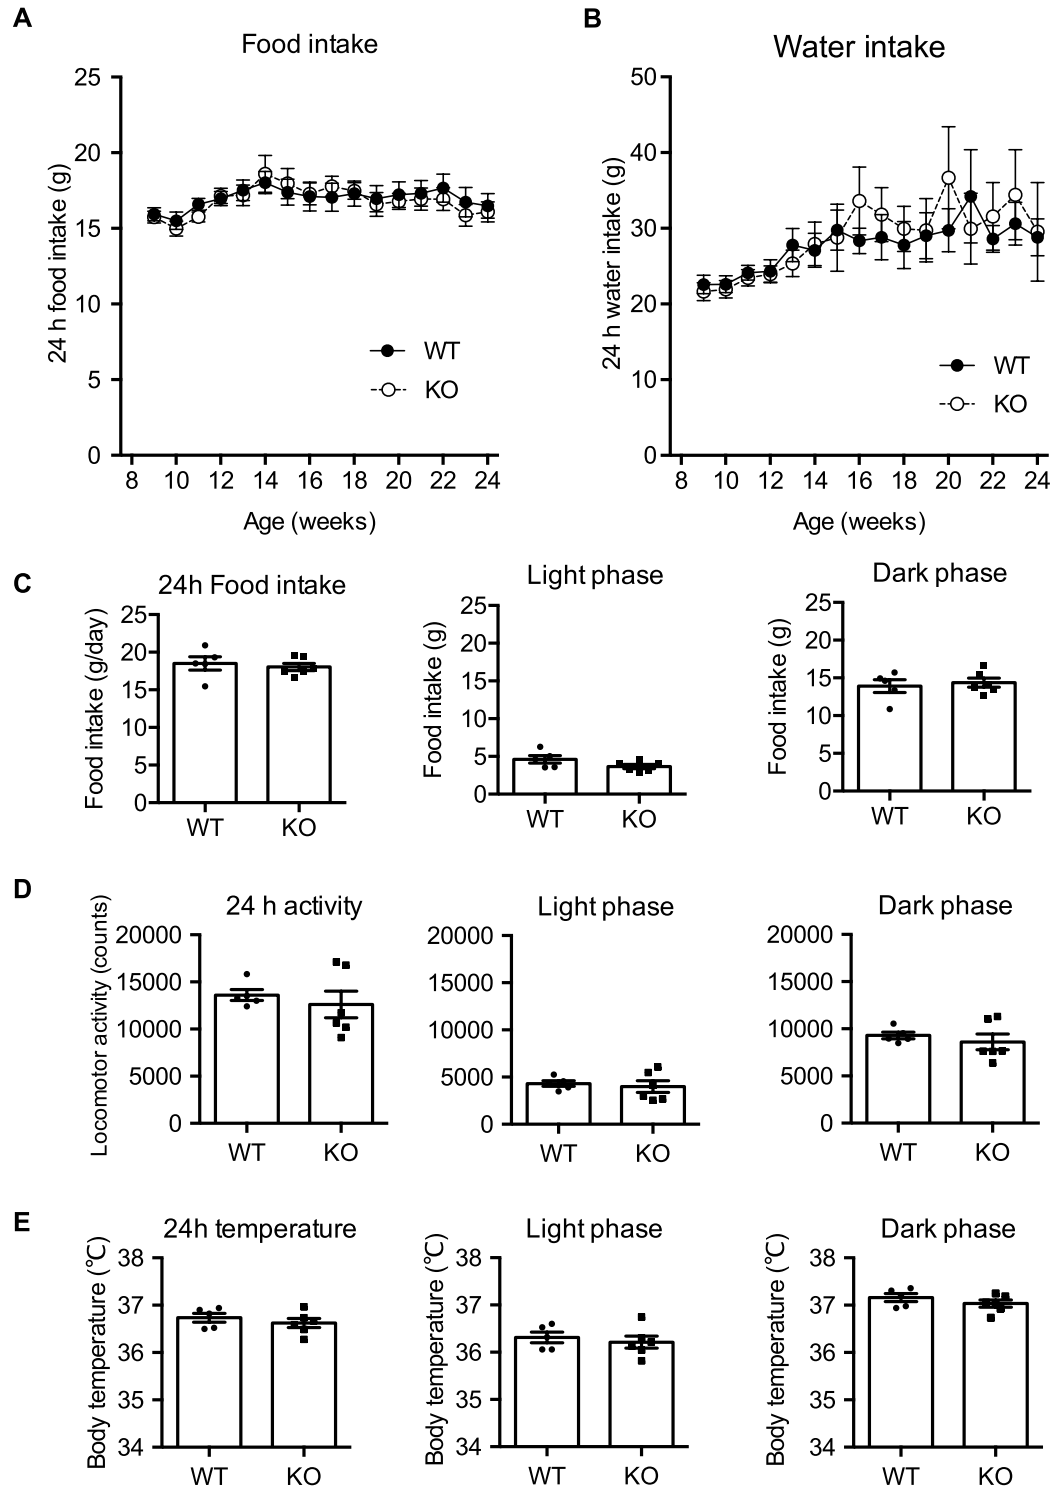 A
B
Food intake
Water intake
24 h food intake (g)
25
20
15
10
5
0
WT
KO
8 10 12 14 16 18 20 22 24
Age (weeks)
24 h water intake (g)
50
40
30
20
10
0
WT
KO
8 10 12 14 16 18 20 22 24
Age (weeks)
C
24h Food intake
Food intake (g/day)
25
20
15
10
5
0
WT KO
Light phase
Food intake (g)
25
20
15
10
5
0
WT KO
Dark phase
Food intake (g)
25
20
15
10
5
0
WT KO
D
24 h activity
Locomotor activity (counts)
20000
15000
10000
5000
0
WT KO
Light phase
20000
15000
10000
5000
0
WT KO
Dark phase
20000
15000
10000
5000
0
WT KO
E
24h temperature
Body temperature (℃)
38
37
36
35
34
WT KO
Light phase
Body temperature (℃)
38
37
36
35
34
WT KO
Dark phase
Body temperature (℃)
38
37
36
35
34
WT KO